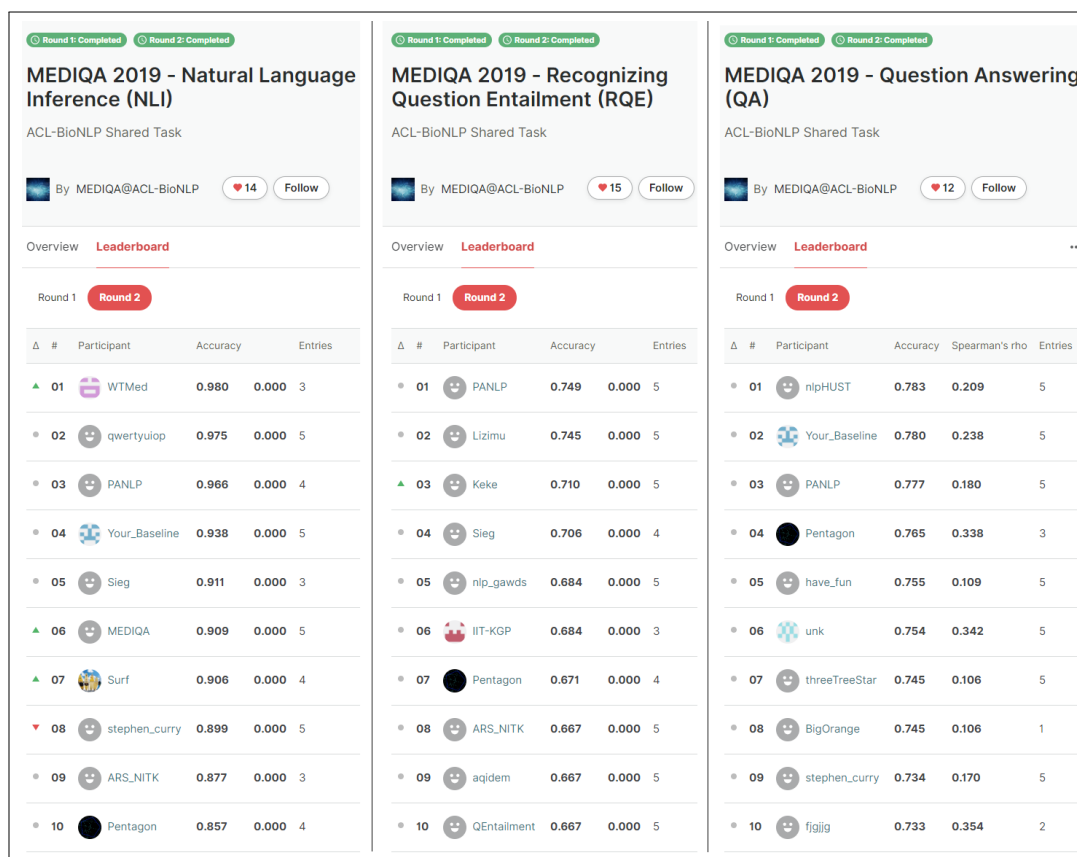 Round 1: Completed Round 2: Completed
MEDIQA 2019 - Natural Language
Inference (NLI)
ACL-BioNLP Shared Task
By MEDIQA@ACL-BioNLP 14 Follow
Overview Leaderboard
Round 1 Round 2
Δ # Participant Accuracy Entries
01 WTMed 0.980 0.000 3
02 qwertyuiop 0.975 0.000 5
03 PANLP 0.966 0.000 4
04 Your_Baseline 0.938 0.000 5
05 Sieg 0.911 0.000 3
06 MEDIQA 0.909 0.000 5
07 Surf 0.906 0.000 4
08 stephen_curry 0.899 0.000 5
09 ARS_NITK 0.877 0.000 3
10 Pentagon 0.857 0.000 4
Round 1: Completed Round 2: Completed
MEDIQA 2019 - Recognizing
Question Entailment (RQE)
ACL-BioNLP Shared Task
By MEDIQA@ACL-BioNLP 15 Follow
Overview Leaderboard
Round 1 Round 2
Δ # Participant Accuracy Entries
01 PANLP 0.749 0.000 5
02 Lizimu 0.745 0.000 5
03 Keke 0.710 0.000 5
04 Sieg 0.706 0.000 4
05 nlp_gawds 0.684 0.000 5
06 IIT-KGP 0.684 0.000 3
07 Pentagon 0.671 0.000 4
08 ARS_NITK 0.667 0.000 5
09 aqidem 0.667 0.000 5
10 QEntailment 0.667 0.000 5
Round 1: Completed Round 2: Completed
MEDIQA 2019 - Question Answering
(QA)
ACL-BioNLP Shared Task
By MEDIQA@ACL-BioNLP 12 Follow
Overview Leaderboard
Round 1 Round 2
Δ # Participant Accuracy Spearman's rho Entries
01 nlpHUST 0.783 0.209 5
02 Your_Baseline 0.780 0.238 5
03 PANLP 0.777 0.180 5
04 Pentagon 0.765 0.338 3
05 have_fun 0.755 0.109 5
06 unk 0.754 0.342 5
07 threeTreeStar 0.745 0.106 5
08 BigOrange 0.745 0.106 1
09 stephen_curry 0.734 0.170 5
10 fjgjjg 0.733 0.354 2